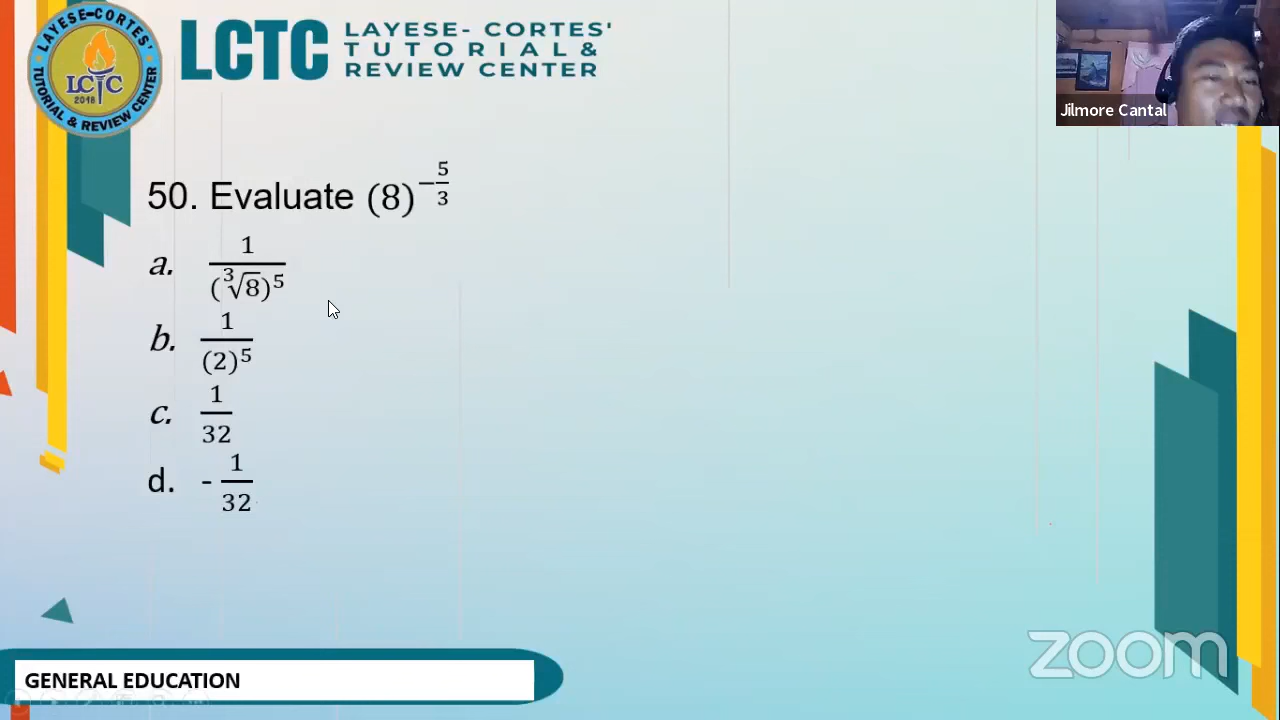 LAYESE-CORTES'
LCTC
2018
TUTORIAL & REVIEW CENTER
LCTC
LAYESE- CORTES'
TUTORIAL &
REVIEW CENTER
Jilmore Cantal
50. Evaluate (8)^{-5/3}
a. 1/(∛8)^5
b. 1/(2)^5
c. 1/32
d. - 1/32
zoom
GENERAL EDUCATION